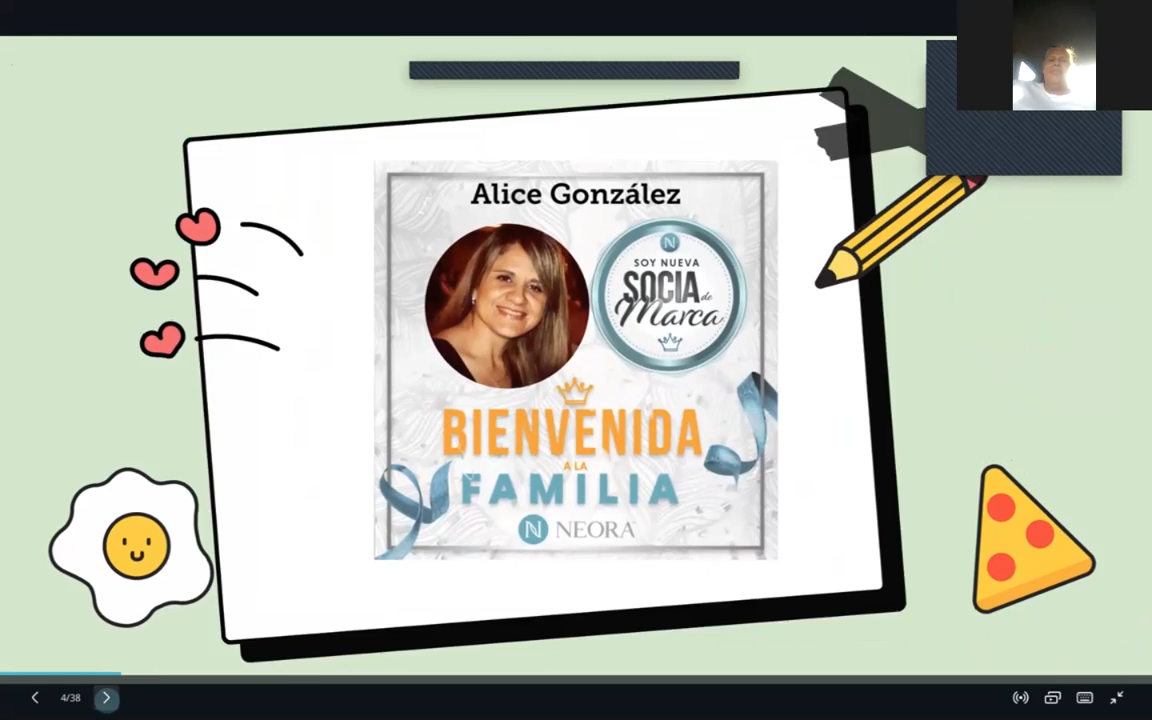 Alice González
N
SOY NUEVA
SOCIA de
Marca
BIENVENIDA
A LA
FAMILIA
N NEORA
4/38